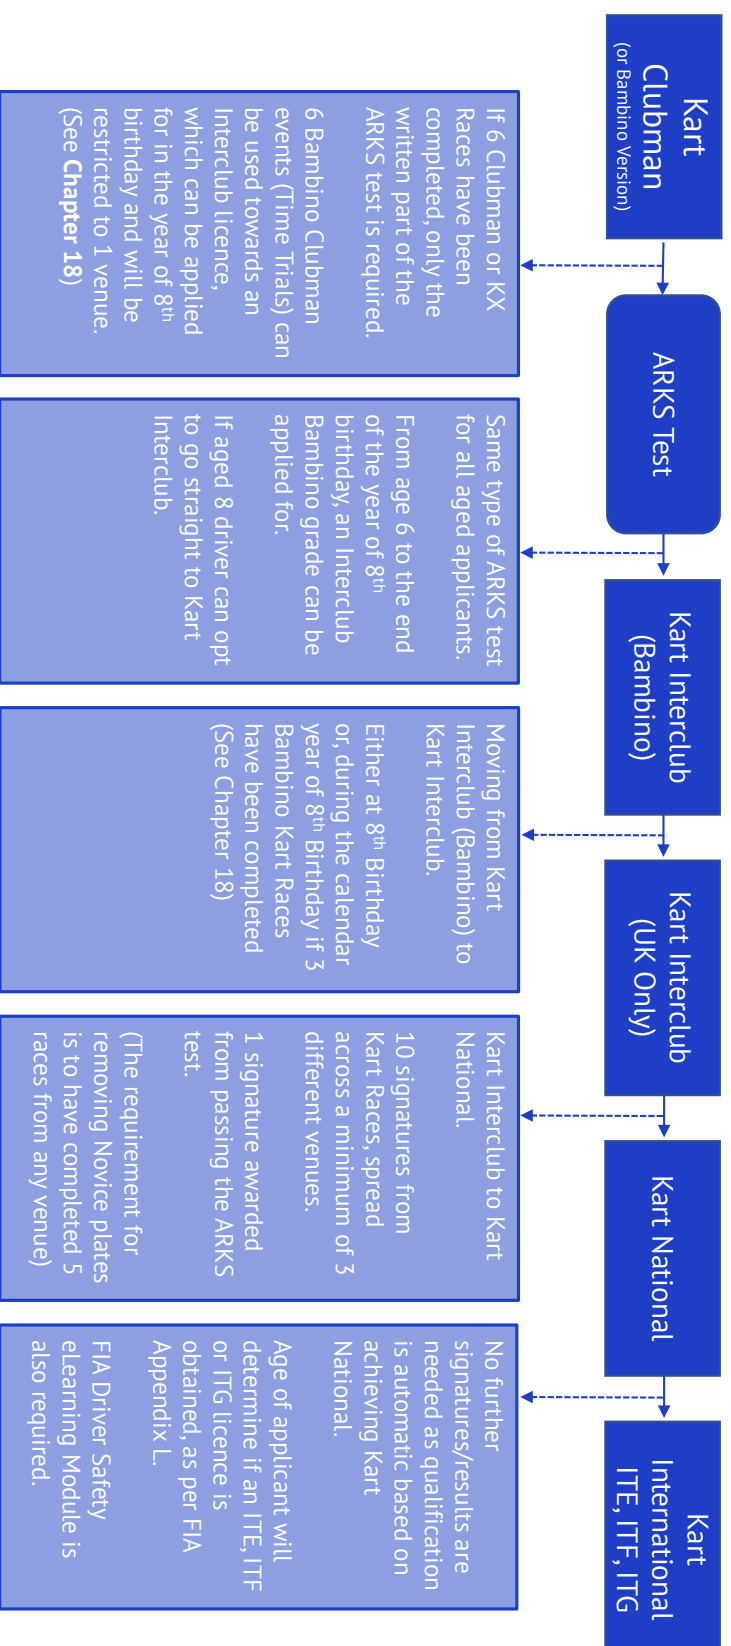 Kart
Clubman
(or Bambino Version)
ARKS Test
Kart Interclub
(Bambino)
Kart Interclub
(UK Only)
Kart National
Kart
International
ITE, ITF, ITG
If 6 Clubman or KX
Races have been
completed, only the
written part of the
ARKS test is required.
6 Bambino Clubman
events (Time Trials) can
be used towards an
Interclub licence,
which can be applied
for in the year of 8th
birthday and will be
restricted to 1 venue.
(See Chapter 18)
Same type of ARKS test
for all aged applicants.
From age 6 to the end
of the year of 8th
birthday, an Interclub
Bambino grade can be
applied for.
If aged 8 driver can opt
to go straight to Kart
Interclub.
Moving from Kart
Interclub (Bambino) to
Kart Interclub.
Either at 8th Birthday
or, during the calendar
year of 8th Birthday if 3
Bambino Kart Races
have been completed
(See Chapter 18)
Kart Interclub to Kart
National.
10 signatures from
Kart Races, spread
across a minimum of 3
different venues.
1 signature awarded
from passing the ARKS
test.
(The requirement for
removing Novice plates
is to have completed 5
races from any venue)
No further
signatures/results are
needed as qualification
is automatic based on
achieving Kart
National.
Age of applicant will
determine if an ITE, ITF
or ITG licence is
obtained, as per FIA
Appendix L.
FIA Driver Safety
eLearning Module is
also required.